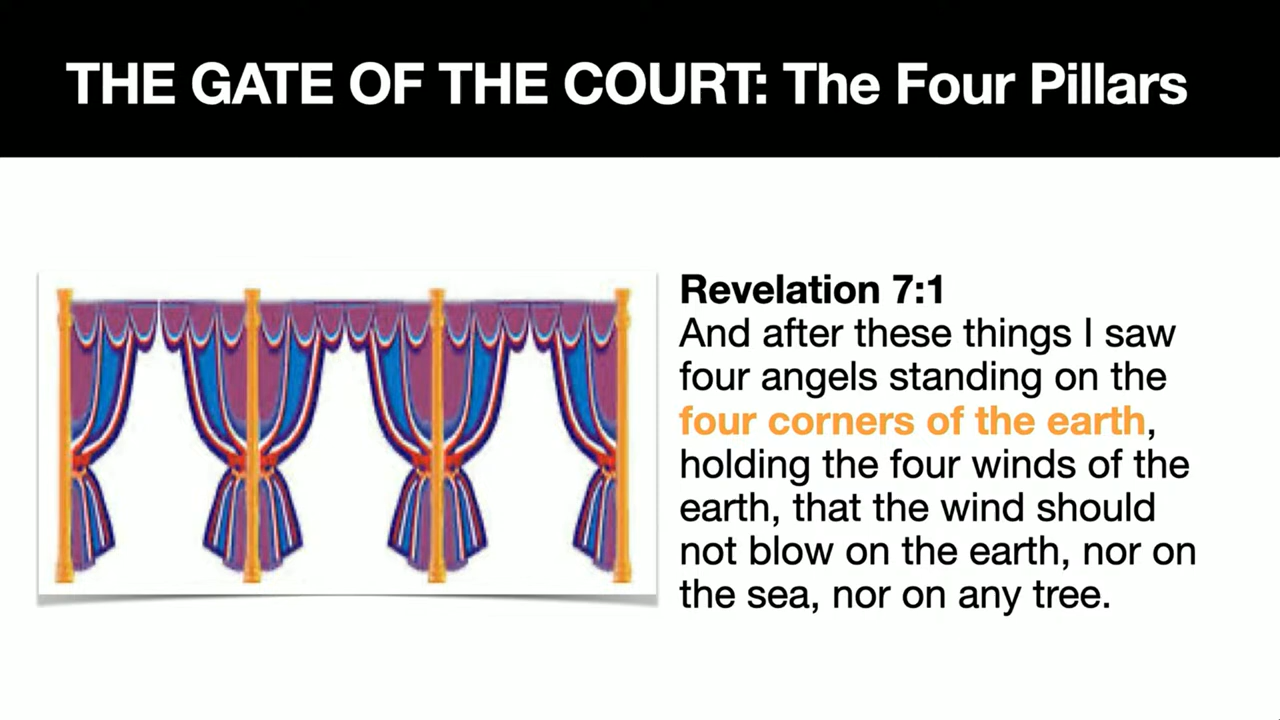 THE GATE OF THE COURT: The Four Pillars
Revelation 7:1
And after these things I saw
four angels standing on the
four corners of the earth,
holding the four winds of the
earth, that the wind should
not blow on the earth, nor on
the sea, nor on any tree.